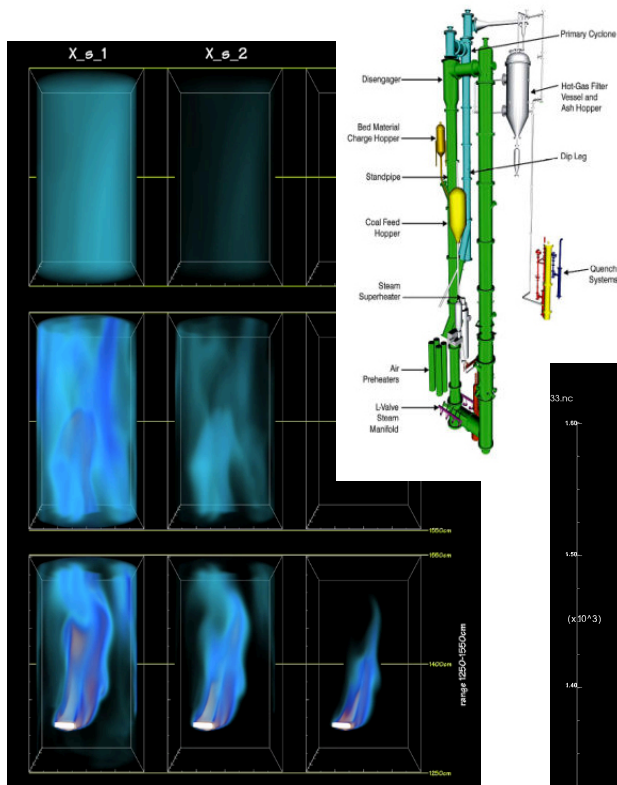 X_s_1
X_s_2
Primary Cyclone
Disengager
Hot-Gas Filter
Vessel and
Ash Hopper
Bed Material
Charge Hopper
Dip Leg
Standpipe
Coal Feed
Hopper
Steam
Superheater
Quench
Systems
Air
Preheaters
L-Valve
Steam
Manifold
33.nc
1.60
1.50
(x10^3)
1.40
1550cm
1550cm
range 1250-1550cm
1400cm
1250cm